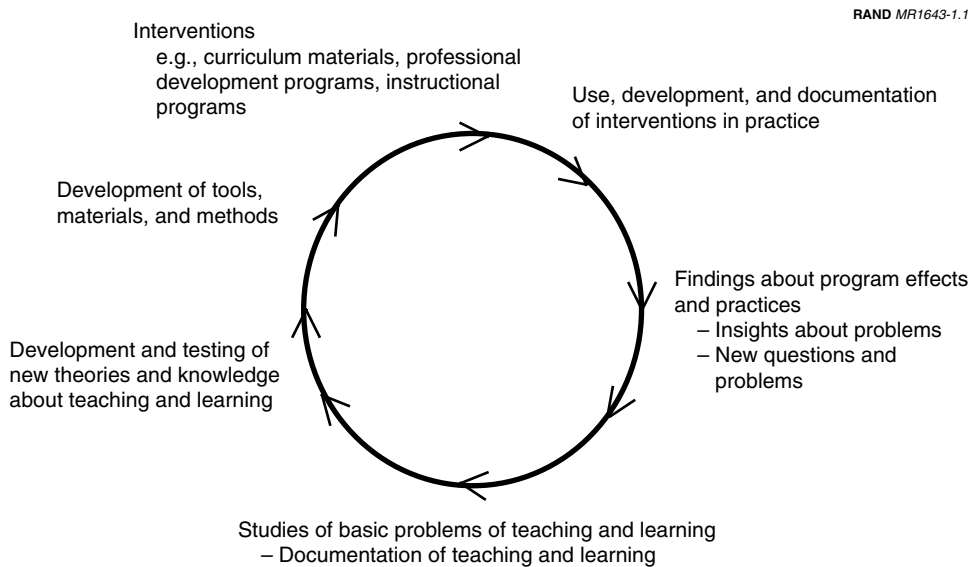 RAND MR1643-1.1
Interventions
e.g., curriculum materials, professional
development programs, instructional
programs
Use, development, and documentation
of interventions in practice
Findings about program effects
and practices
– Insights about problems
– New questions and
problems
Studies of basic problems of teaching and learning
– Documentation of teaching and learning
Development and testing of
new theories and knowledge
about teaching and learning
Development of tools,
materials, and methods